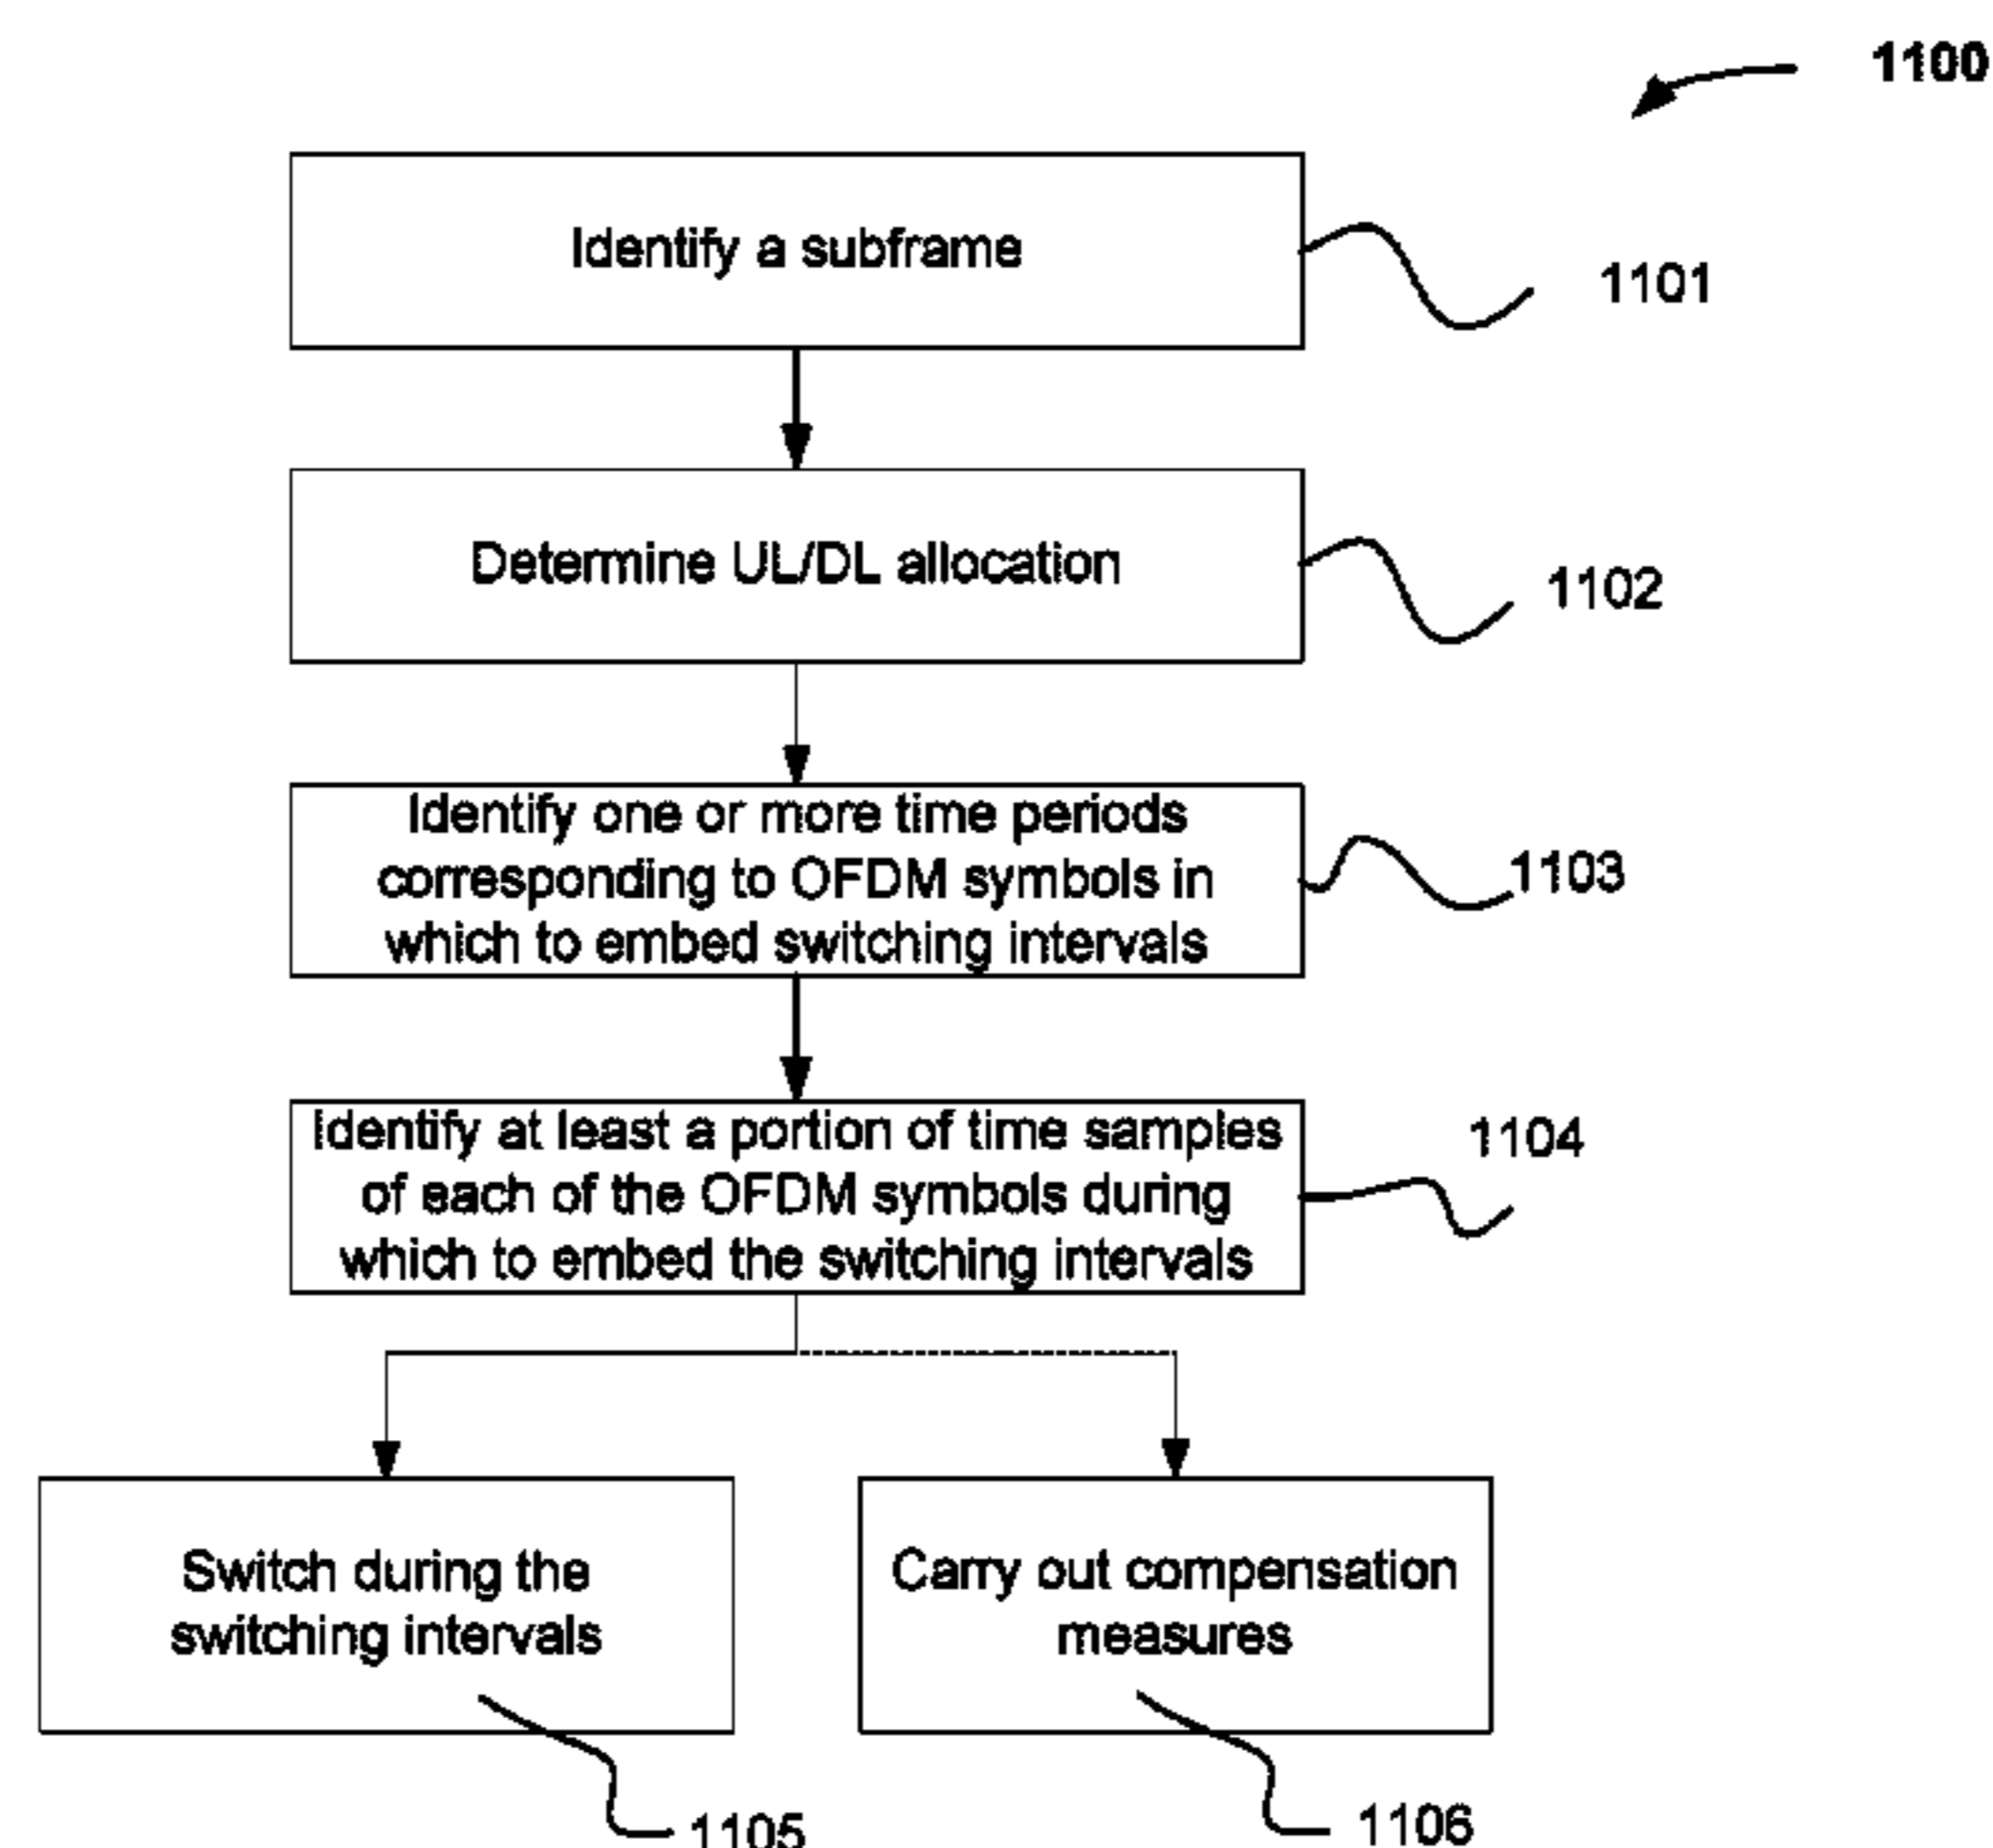 1100
Identify a subframe
1101
Determine UL/DL allocation
1102
Identify one or more time periods
corresponding to OFDM symbols in
which to embed switching intervals
1103
Identify at least a portion of time samples
of each of the OFDM symbols during
which to embed the switching intervals
1104
Switch during the
switching intervals
1105
Carry out compensation
measures
1106